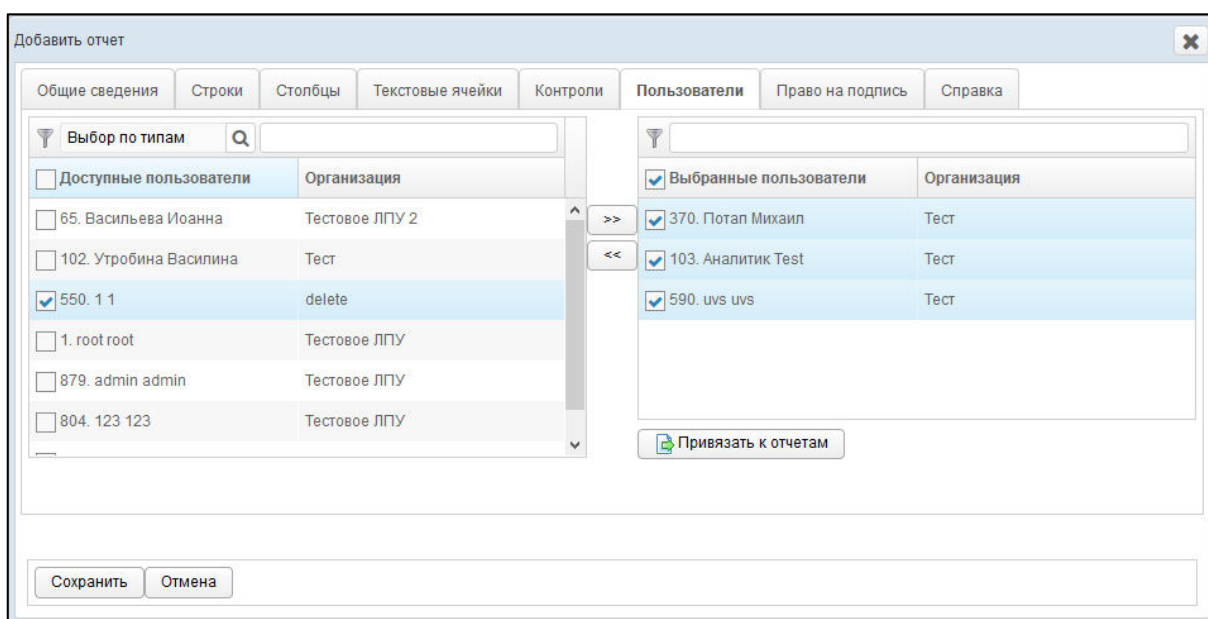 Добавить отчет
Общие сведения Строки Столбцы Текстовые ячейки Контроли Пользователи Право на подпись Справка
Выбор по типам
Доступные пользователи Организация
65. Васильева Иоанна Тестовое ЛПУ 2
102. Утробина Василина Тест
550. 1 1 delete
1. root root Тестовое ЛПУ
879. admin admin Тестовое ЛПУ
804. 123 123 Тестовое ЛПУ
>>
<<
Выбранные пользователи Организация
370. Потап Михаил Тест
103. Аналитик Test Тест
590. uvs uvs Тест
Привязать к отчетам
Сохранить Отмена